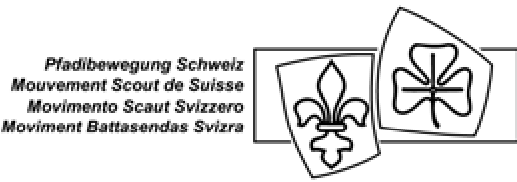 Pfadibewegung Schweiz
Mouvement Scout de Suisse
Movimento Scaut Svizzero
Moviment Battasendas Svizra